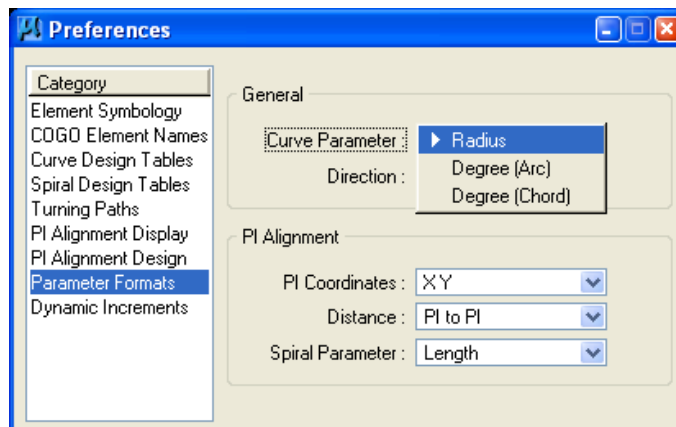 Preferences
Category
Element Symbology
COGO Element Names
Curve Design Tables
Spiral Design Tables
Turning Paths
PI Alignment Display
PI Alignment Design
Parameter Formats
Dynamic Increments
General
Curve Parameter :
Radius
Degree (Arc)
Degree (Chord)
Direction :
PI Alignment
PI Coordinates : XY
Distance : PI to PI
Spiral Parameter : Length